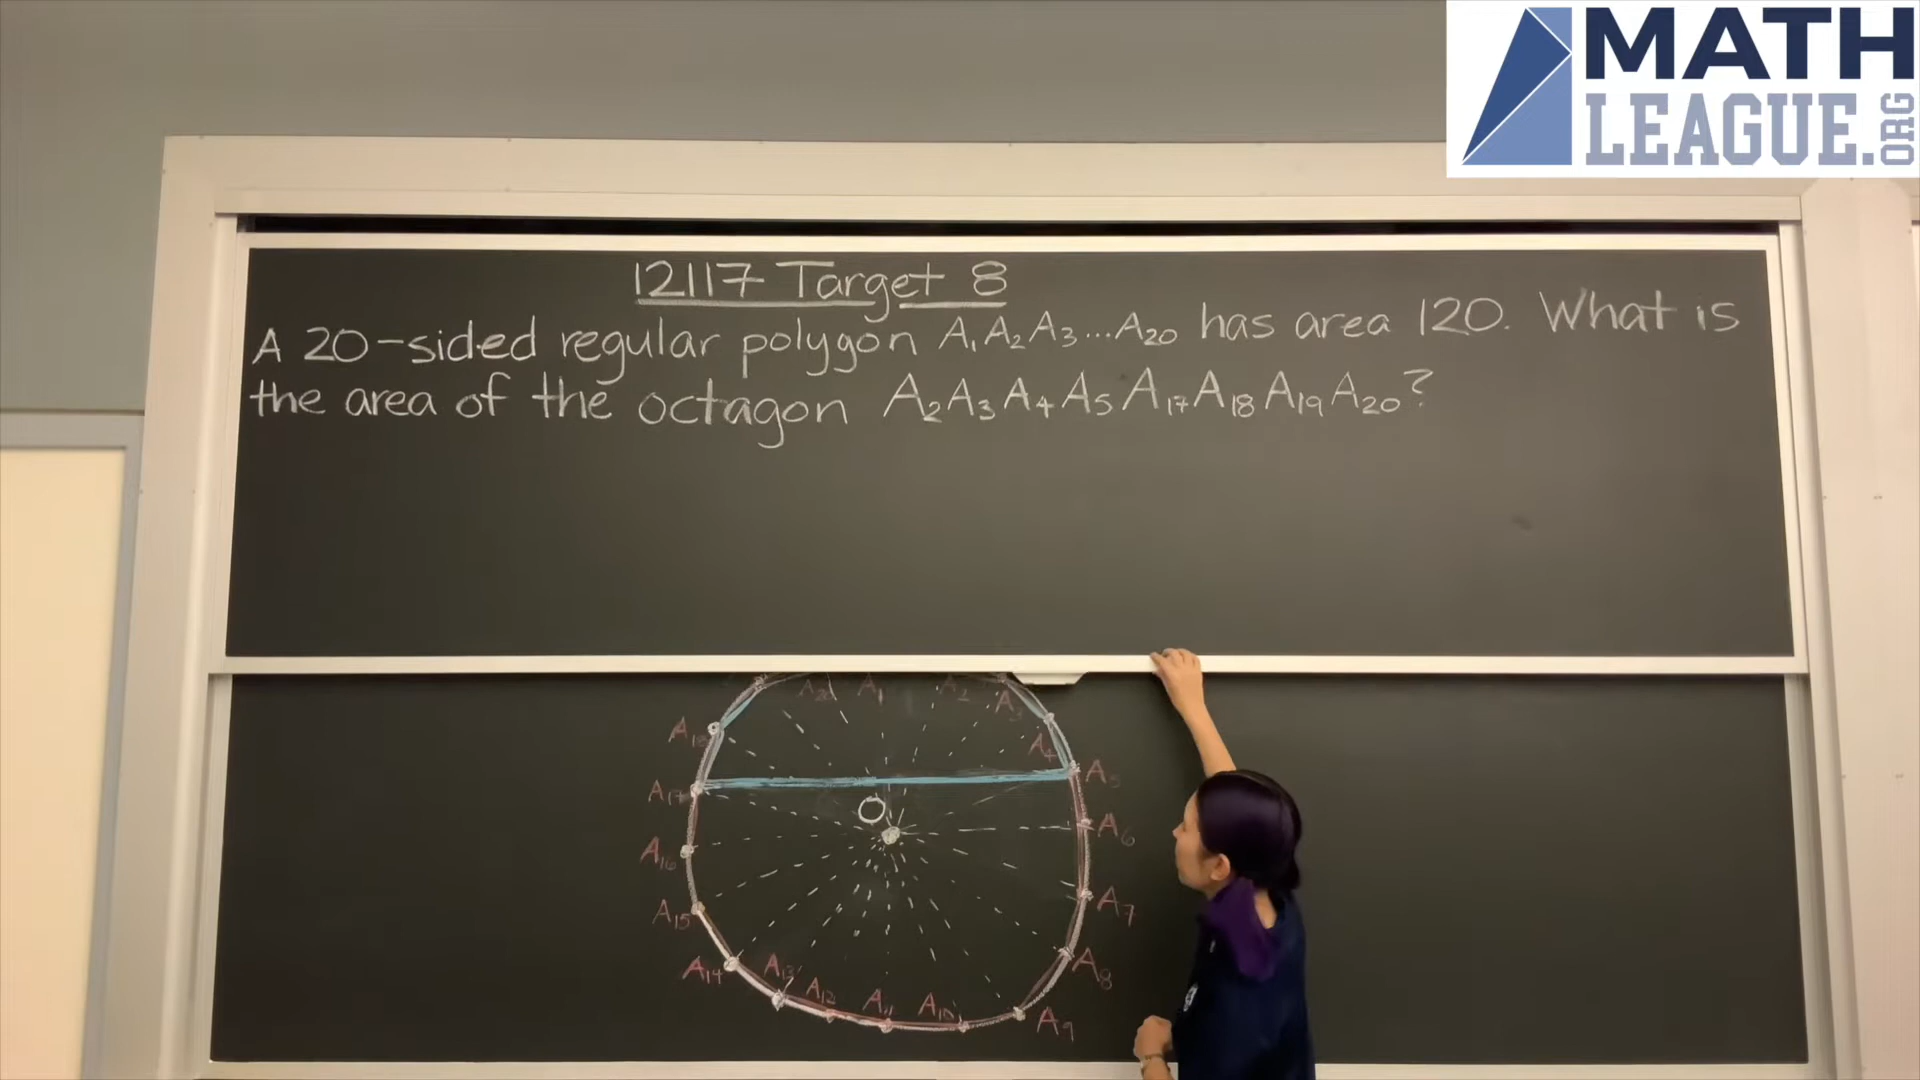 MATH
LEAGUE.ORG
12117 Target 8
A 20-sided regular polygon A₁A₂A₃...A₂₀ has area 120. What is
the area of the octagon A₂A₃A₄A₅A₁₇A₁₈A₁₉A₂₀?
A₁ A₂
A₃
A₁₈ A₄
A₁₇ A₅
O
A₁₆ A₆
A₁₅ A₇
A₁₄ A₁₃ A₈
A₁₂ A₁₁ A₁₀ A₉